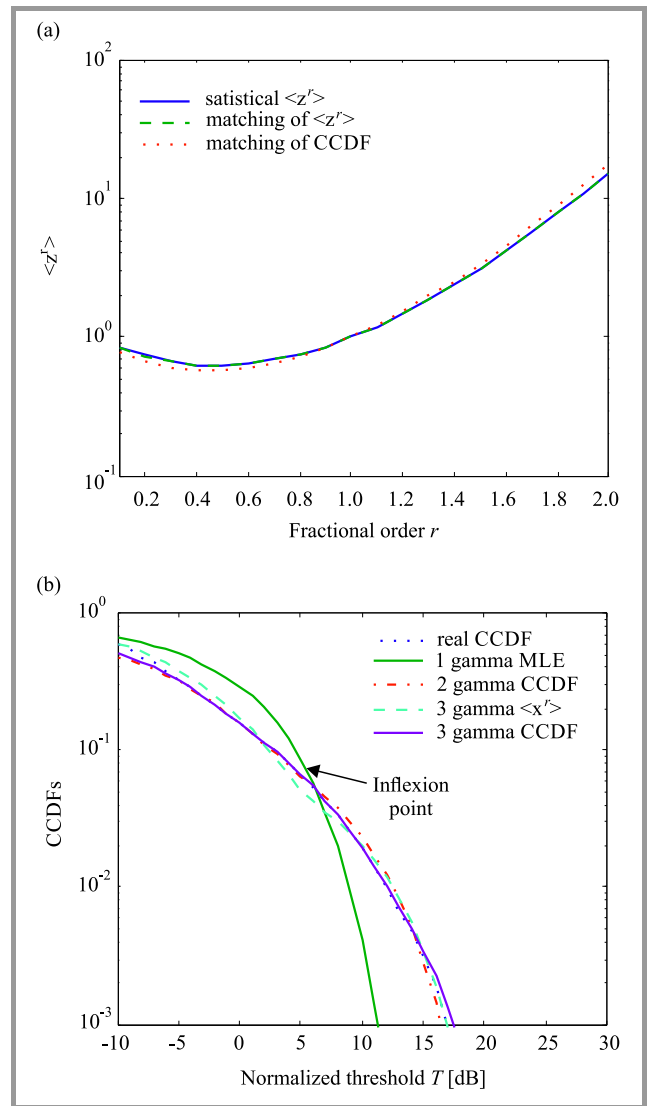 (a)
10^2
10^1
10^0
10^-1
<z^r>
satistical <z^r>
matching of <z^r>
matching of CCDF
0.2 0.4 0.6 0.8 1.0 1.2 1.4 1.6 1.8 2.0
Fractional order r
(b)
10^0
10^-1
10^-2
10^-3
CCDFs
real CCDF
1 gamma MLE
2 gamma CCDF
3 gamma <x^r>
3 gamma CCDF
Inflexion
point
-10 -5 0 5 10 15 20 25 30
Normalized threshold T [dB]